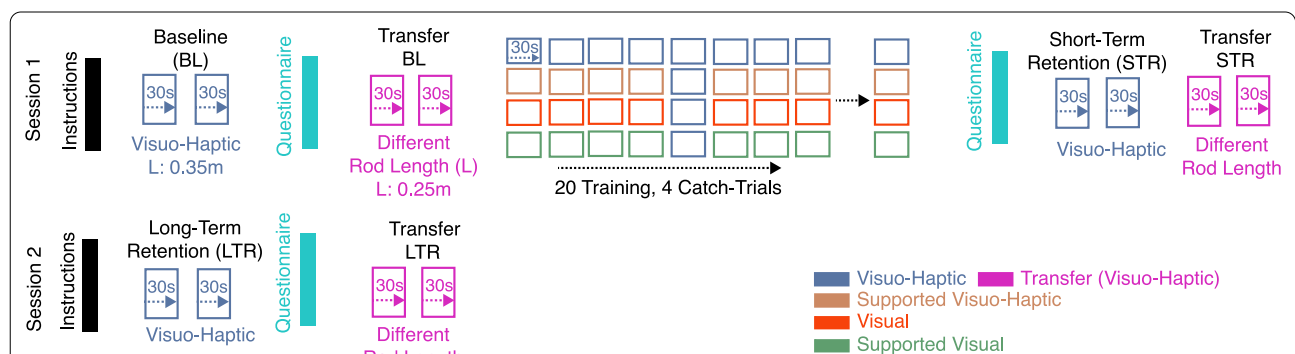 Session 1
Instructions
Baseline
(BL)
30s 30s
Visuo-Haptic
L: 0.35m
Questionnaire
Transfer
BL
30s 30s
Different
Rod Length (L)
L: 0.25m
30s
20 Training, 4 Catch-Trials
Questionnaire
Short-Term
Retention (STR)
30s 30s
Visuo-Haptic
Transfer
STR
30s 30s
Different
Rod Length
Session 2
Instructions
Long-Term
Retention (LTR)
30s 30s
Visuo-Haptic
Questionnaire
Transfer
LTR
30s 30s
Different
Rod Length
Visuo-Haptic
Transfer (Visuo-Haptic)
Supported Visuo-Haptic
Visual
Supported Visual